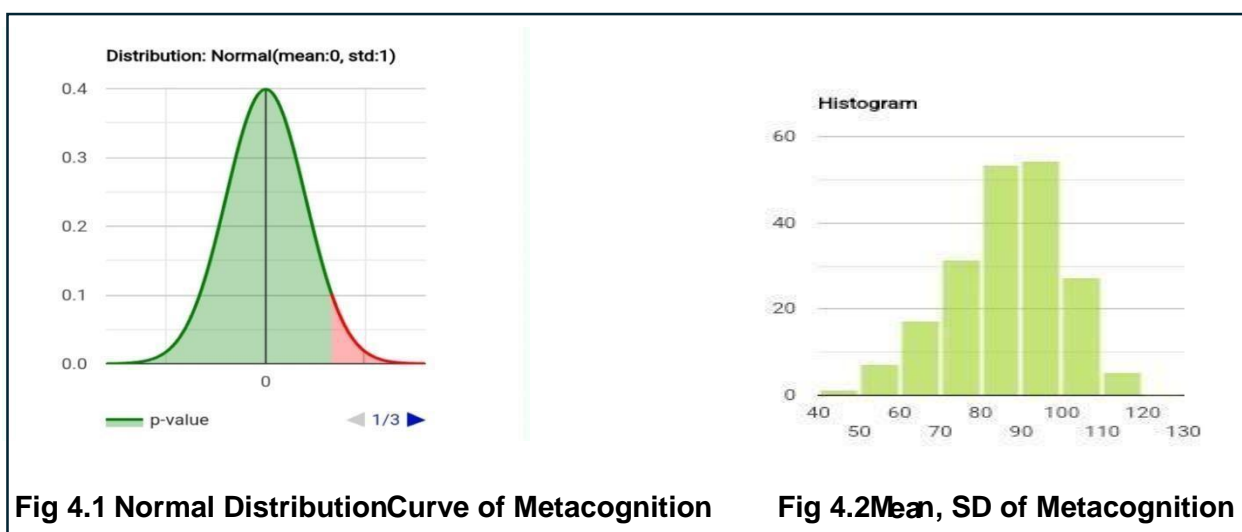 Distribution: Normal(mean:0, std:1)
0.4
0.3
0.2
0.1
0.0
0
p-value
1/3
Histogram
60
40
20
0
40 60 80 100 120
50 70 90 110 130
Fig 4.1 Normal DistributionCurve of Metacognition
Fig 4.2Mean, SD of Metacognition